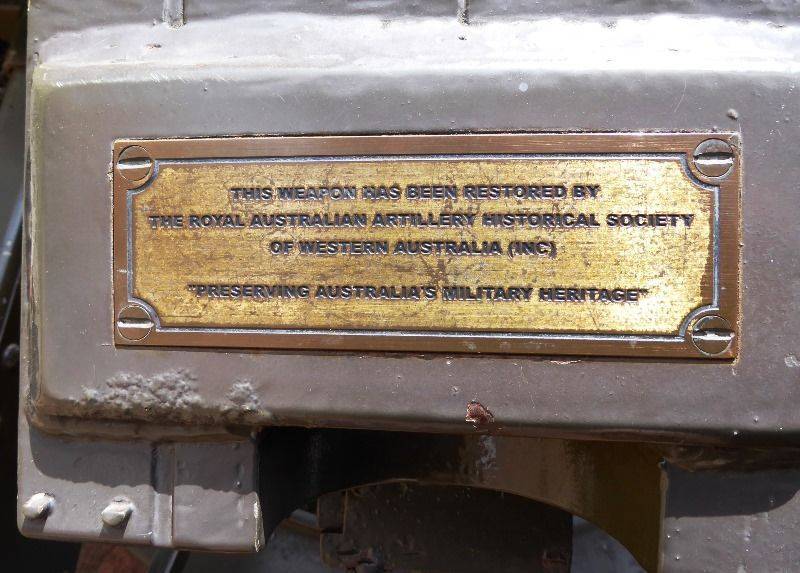 THIS WEAPON HAS BEEN RESTORED BY
THE ROYAL AUSTRALIAN ARTILLERY HISTORICAL SOCIETY
OF WESTERN AUSTRALIA (INC)
"PRESERVING AUSTRALIA'S MILITARY HERITAGE"